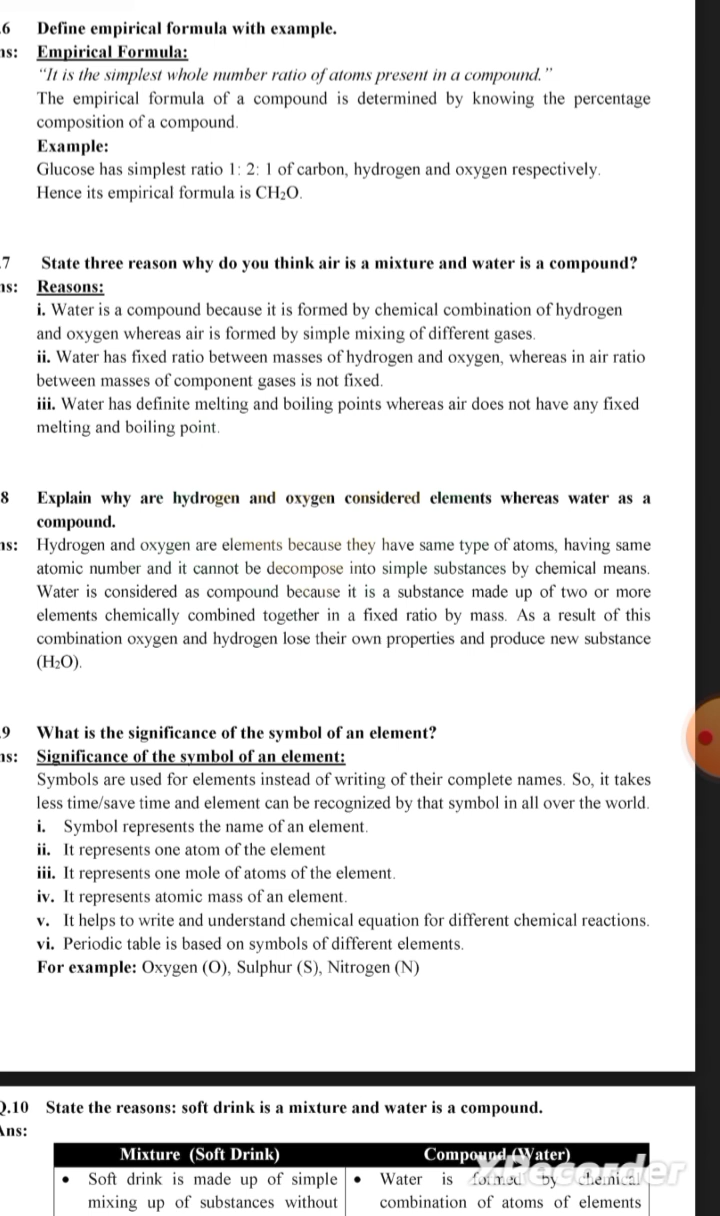 .6 Define empirical formula with example.
ns: Empirical Formula:
“It is the simplest whole number ratio of atoms present in a compound.”
The empirical formula of a compound is determined by knowing the percentage
composition of a compound.
Example:
Glucose has simplest ratio 1: 2: 1 of carbon, hydrogen and oxygen respectively.
Hence its empirical formula is CH₂O.
.7 State three reason why do you think air is a mixture and water is a compound?
ns: Reasons:
i. Water is a compound because it is formed by chemical combination of hydrogen
and oxygen whereas air is formed by simple mixing of different gases.
ii. Water has fixed ratio between masses of hydrogen and oxygen, whereas in air ratio
between masses of component gases is not fixed.
iii. Water has definite melting and boiling points whereas air does not have any fixed
melting and boiling point.
8 Explain why are hydrogen and oxygen considered elements whereas water as a
compound.
ns: Hydrogen and oxygen are elements because they have same type of atoms, having same
atomic number and it cannot be decompose into simple substances by chemical means.
Water is considered as compound because it is a substance made up of two or more
elements chemically combined together in a fixed ratio by mass. As a result of this
combination oxygen and hydrogen lose their own properties and produce new substance
(H₂O).
.9 What is the significance of the symbol of an element?
ns: Significance of the symbol of an element:
Symbols are used for elements instead of writing of their complete names. So, it takes
less time/save time and element can be recognized by that symbol in all over the world.
i. Symbol represents the name of an element.
ii. It represents one atom of the element
iii. It represents one mole of atoms of the element.
iv. It represents atomic mass of an element.
v. It helps to write and understand chemical equation for different chemical reactions.
vi. Periodic table is based on symbols of different elements.
For example: Oxygen (O), Sulphur (S), Nitrogen (N)
Q.10 State the reasons: soft drink is a mixture and water is a compound.
Ans:
Mixture (Soft Drink) Compound (Water)
• Soft drink is made up of simple • Water is formed by chemical
mixing up of substances without combination of atoms of elements
XRecorder